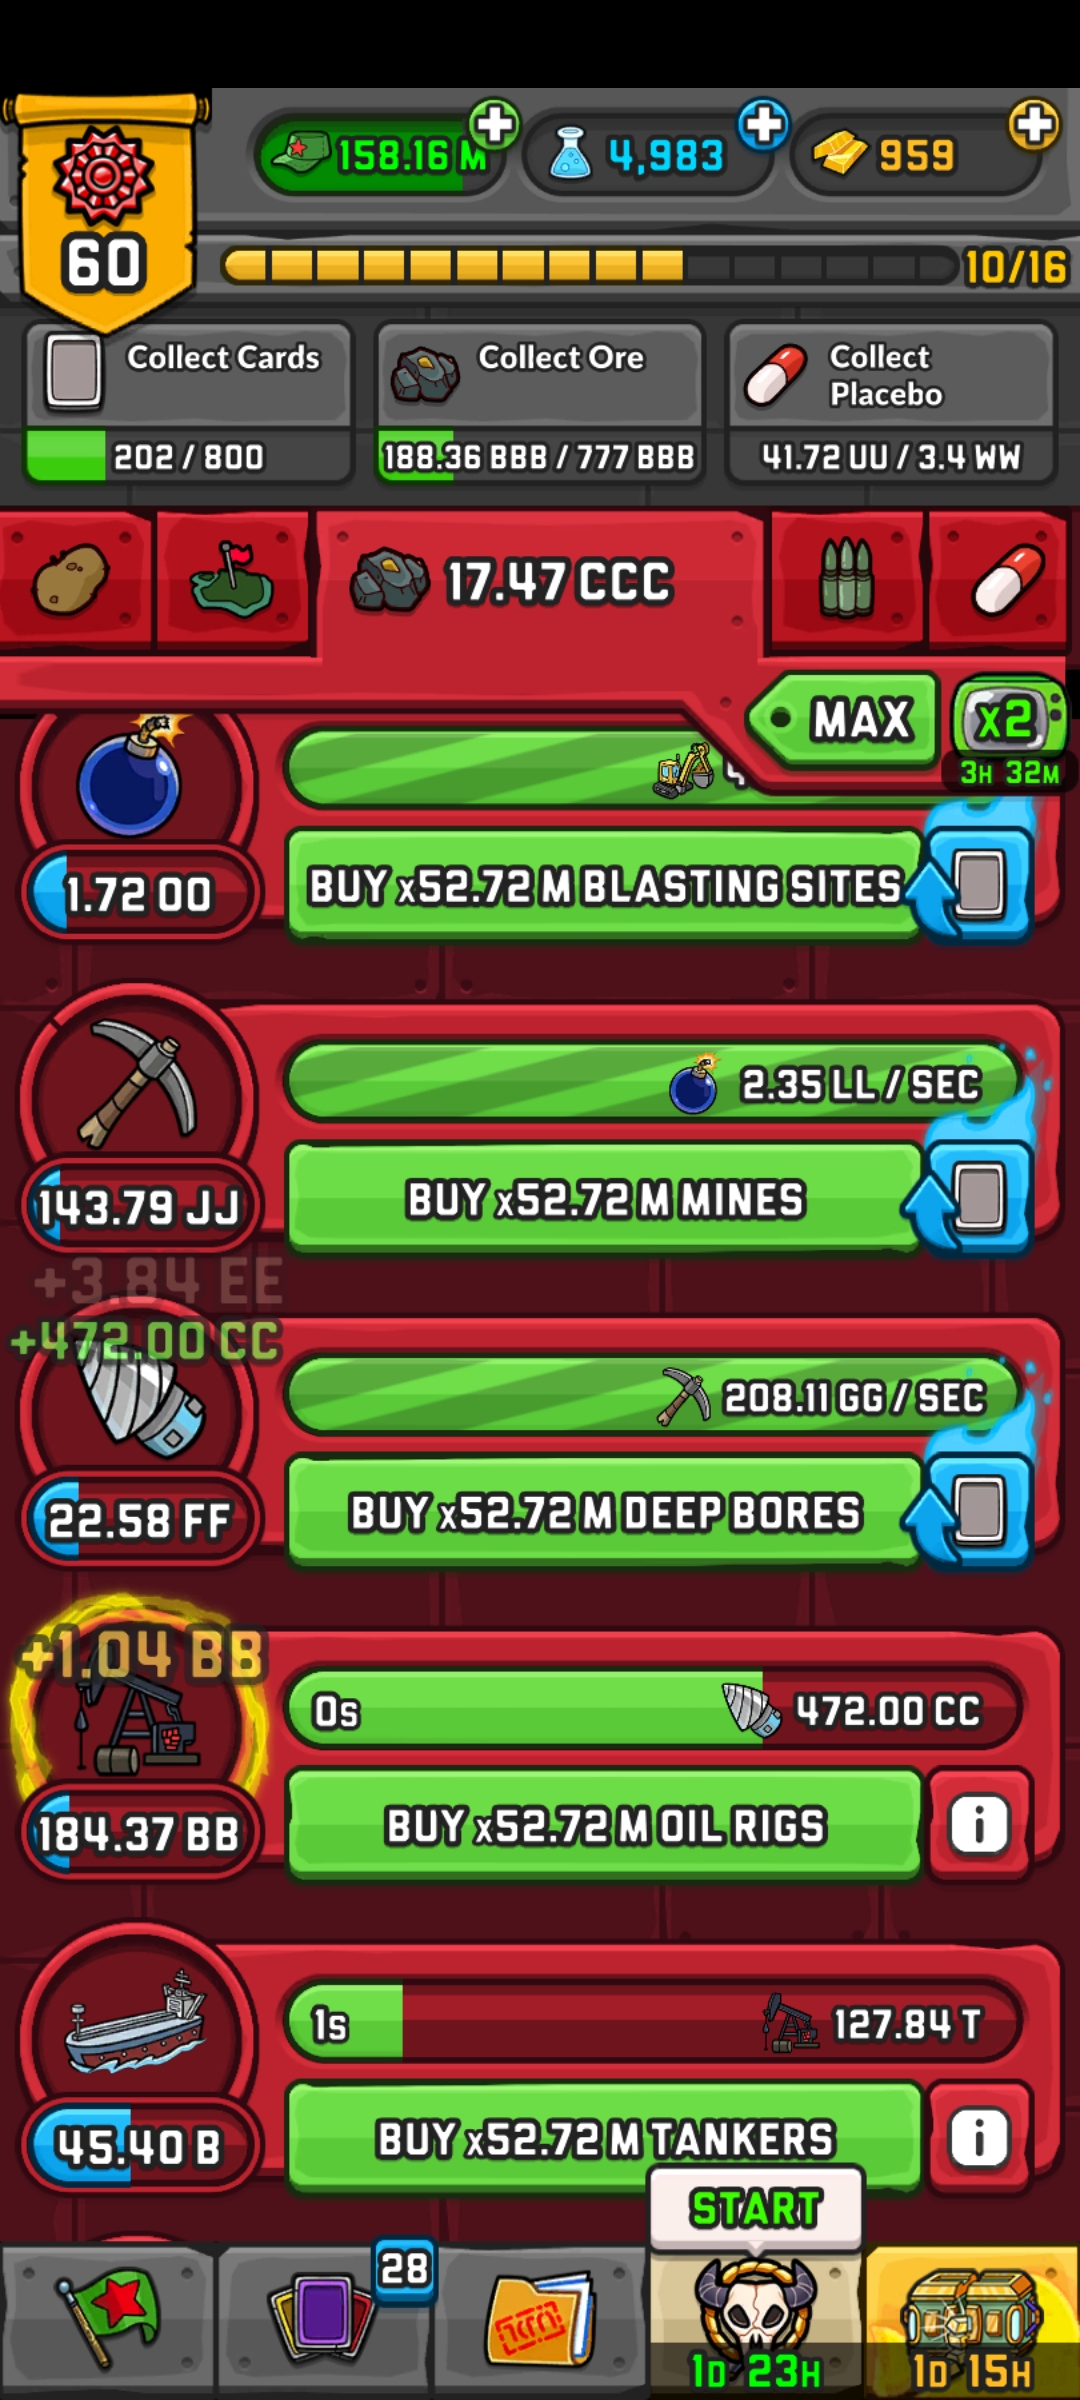 158.16 M
4,983
959
60
10/16
Collect Cards
202 / 800
Collect Ore
188.36 BBB / 777 BBB
Collect
Placebo
41.72 UU / 3.4 WW
17.47 CCC
MAX
x2
3H 32M
1.72 OO
BUY x52.72 M BLASTING SITES
2.35 LL / SEC
143.79 JJ
BUY x52.72 M MINES
+3.84 EE
+472.00 CC
208.11 GG / SEC
22.58 FF
BUY x52.72 M DEEP BORES
+1.04 BB
0s
472.00 CC
184.37 BB
BUY x52.72 M OIL RIGS
i
1s
127.84 T
45.40 B
BUY x52.72 M TANKERS
i
START
28
1D 23H
1D 15H